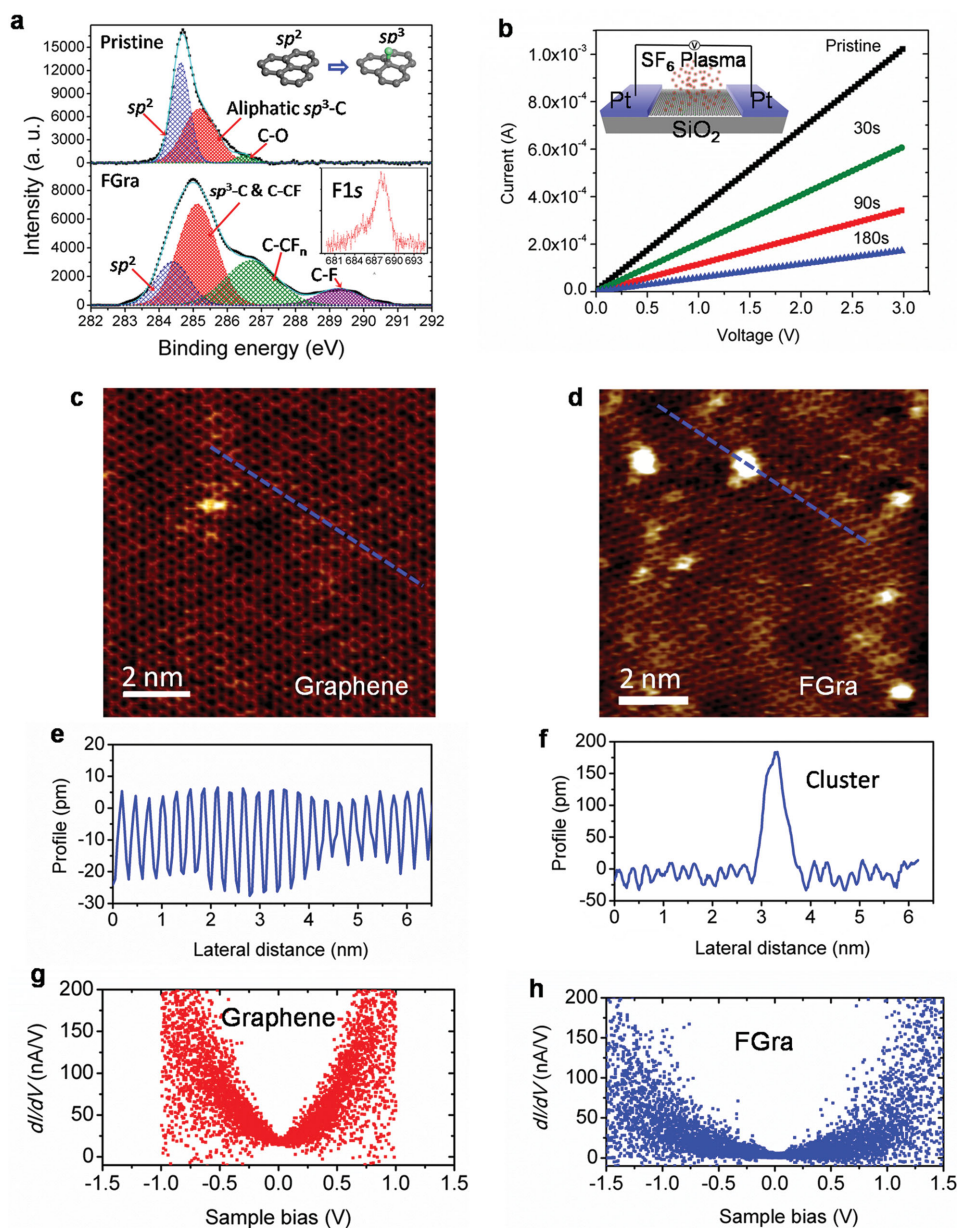 a
Pristine
sp² sp³
sp²
Aliphatic sp³-C
C-O
15000
12000
9000
6000
3000
0
FGra
sp³-C & C-CF
F1s
681 684 687 690 693
sp²
C-CFₙ
C-F
8000
6000
4000
2000
0
282 283 284 285 286 287 288 289 290 291 292
Intensity (a. u.)
Binding energy (eV)
b
1.0x10⁻³
8.0x10⁻⁴
6.0x10⁻⁴
4.0x10⁻⁴
2.0x10⁻⁴
0.0
Current (A)
V
SF₆ Plasma
Pt Pt
SiO₂
Pristine
30s
90s
180s
0.0 0.5 1.0 1.5 2.0 2.5 3.0
Voltage (V)
c
2 nm
Graphene
d
2 nm
FGra
e
20
10
0
-10
-20
-30
Profile (pm)
0 1 2 3 4 5 6
Lateral distance (nm)
f
200
150
100
50
0
-50
Profile (pm)
Cluster
0 1 2 3 4 5 6
Lateral distance (nm)
g
200
150
100
50
0
dI/dV (nA/V)
Graphene
-1.5 -1.0 -0.5 0.0 0.5 1.0 1.5
Sample bias (V)
h
200
150
100
50
0
dI/dV (nA/V)
FGra
-1.5 -1.0 -0.5 0.0 0.5 1.0 1.5
Sample bias (V)